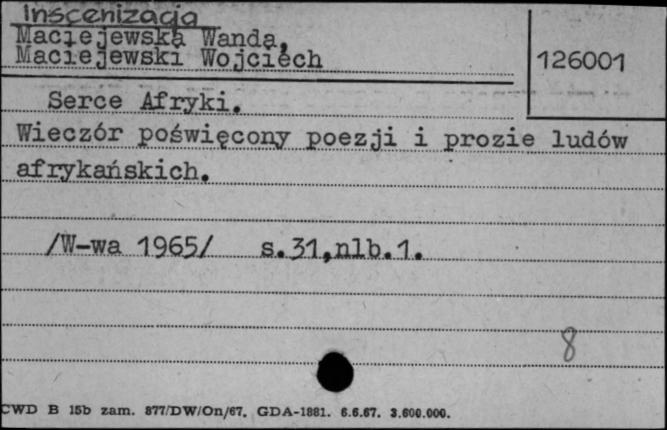 Inscenizacja
Maciejewska Wanda,
Maciejewski Wojciech
126001
Serce Afryki.
Wieczór poświęcony poezji i prozie ludów
afrykańskich.
/W-wa 1965/ s.31,nlb.1.
8
CWD B 15b zam. 877/DW/On/67. GDA-1881. 6.6.67. 3.600.000.